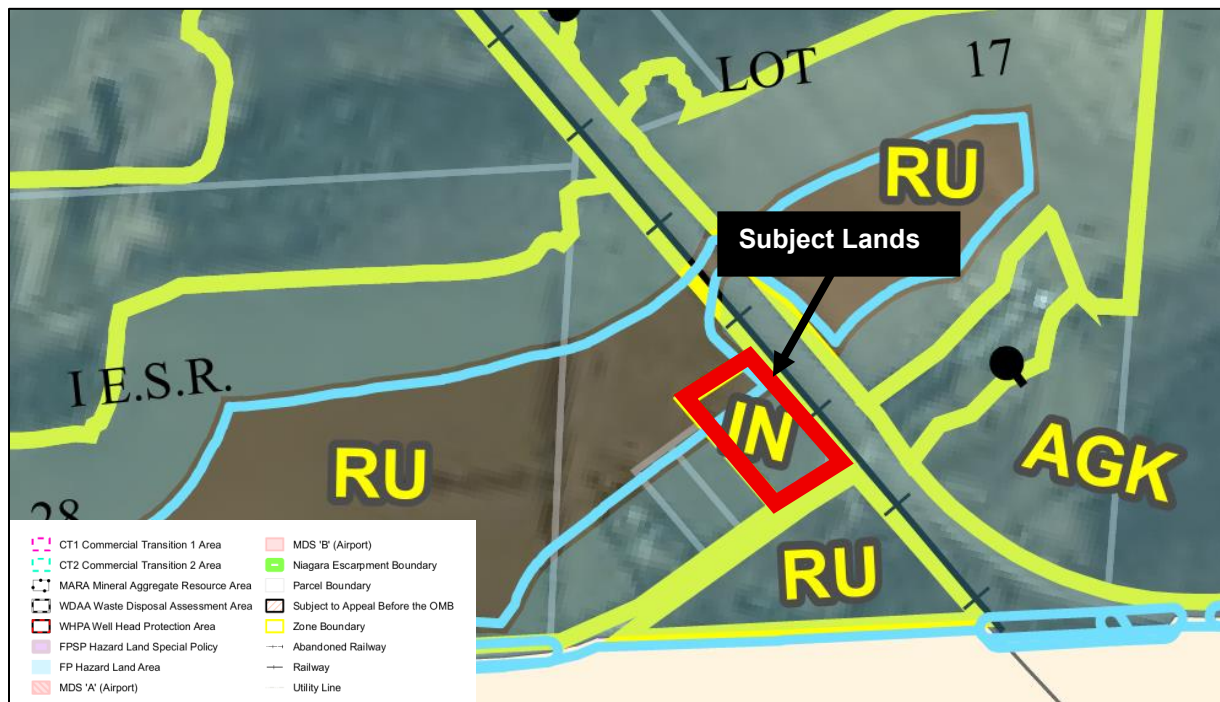 LOT 17
RU
Subject Lands
I E.S.R.
IN
AGK
RU
28
RU
CT1 Commercial Transition 1 Area
CT2 Commercial Transition 2 Area
MARA Mineral Aggregate Resource Area
WDAA Waste Disposal Assessment Area
WHPA Well Head Protection Area
FPSP Hazard Land Special Policy
FP Hazard Land Area
MDS 'A' (Airport)
MDS 'B' (Airport)
Niagara Escarpment Boundary
Parcel Boundary
Subject to Appeal Before the OMB
Zone Boundary
Abandoned Railway
Railway
Utility Line